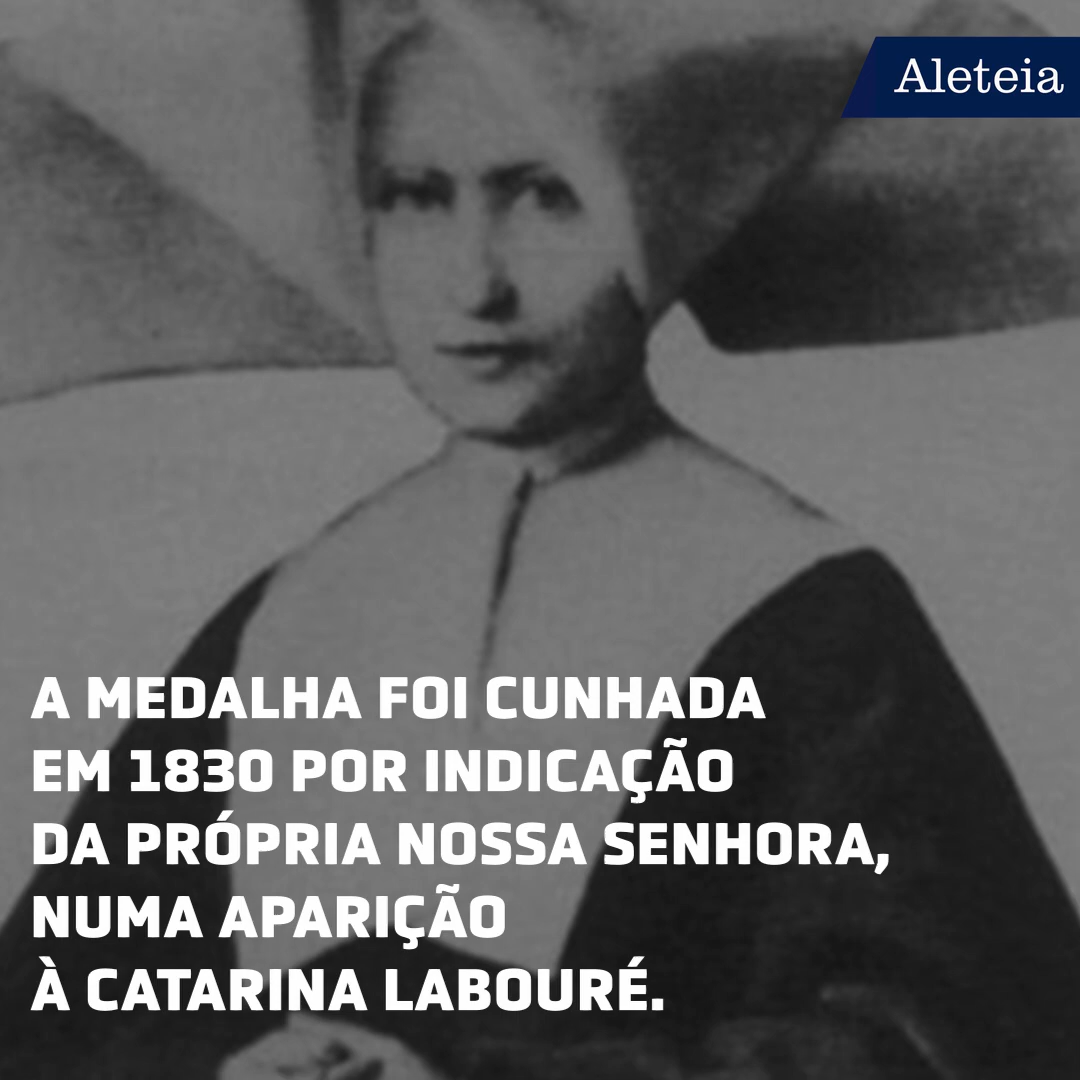 Aleteia
A MEDALHA FOI CUNHADA
EM 1830 POR INDICAÇÃO
DA PRÓPRIA NOSSA SENHORA,
NUMA APARIÇÃO
À CATARINA LABOURÉ.